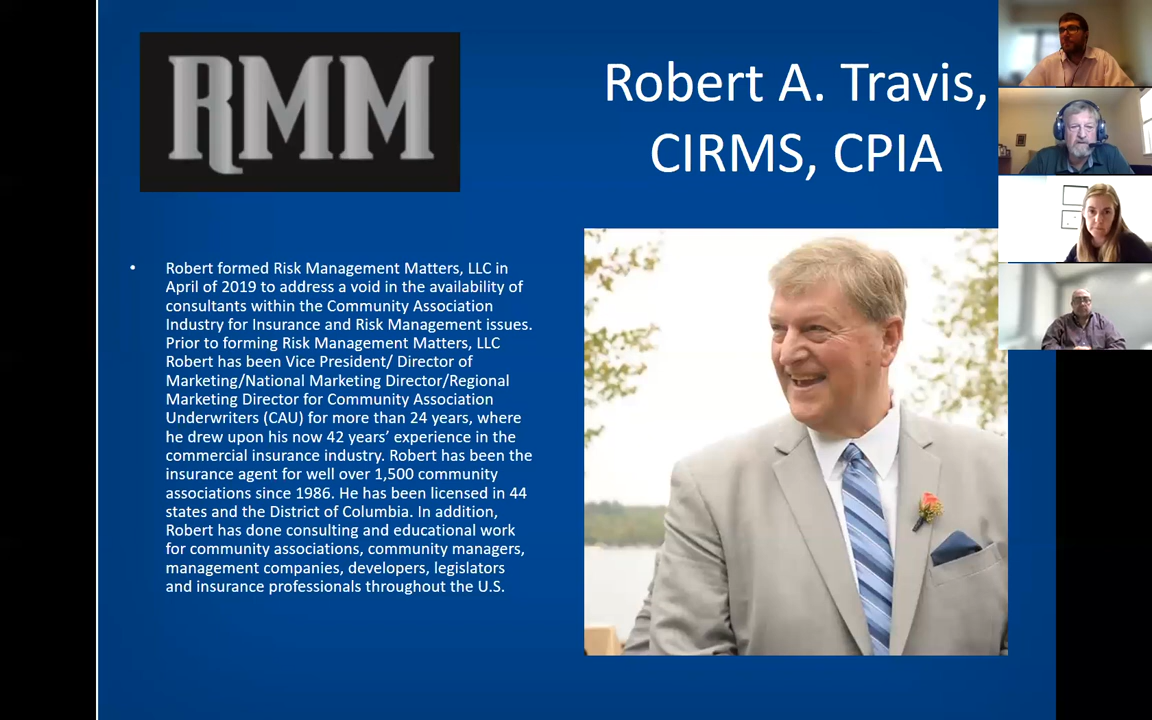 RMM
Robert A. Travis,
CIRMS, CPIA
• Robert formed Risk Management Matters, LLC in
April of 2019 to address a void in the availability of
consultants within the Community Association
Industry for Insurance and Risk Management issues.
Prior to forming Risk Management Matters, LLC
Robert has been Vice President/ Director of
Marketing/National Marketing Director/Regional
Marketing Director for Community Association
Underwriters (CAU) for more than 24 years, where
he drew upon his now 42 years’ experience in the
commercial insurance industry. Robert has been the
insurance agent for well over 1,500 community
associations since 1986. He has been licensed in 44
states and the District of Columbia. In addition,
Robert has done consulting and educational work
for community associations, community managers,
management companies, developers, legislators
and insurance professionals throughout the U.S.